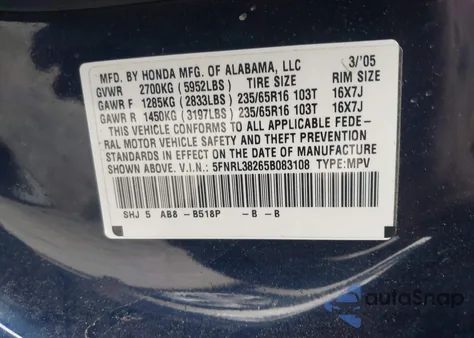 MFD. BY HONDA MFG. OF ALABAMA, LLC 3/'05
GVWR 2700KG (5952LBS) TIRE SIZE RIM SIZE
GAWR F 1285KG (2833LBS) 235/65R16 103T 16X7J
GAWR R 1450KG (3197LBS) 235/65R16 103T 16X7J
THIS VEHICLE CONFORMS TO ALL APPLICABLE FEDE-
RAL MOTOR VEHICLE SAFETY AND THEFT PREVENTION
STANDARDS IN EFFECT ON THE DATE OF MANUFACTURE
SHOWN ABOVE. V.I.N.: 5FNRL38265B083108 TYPE:MPV
SHJ 5 AB8 -B518P -B -B
autoSnap